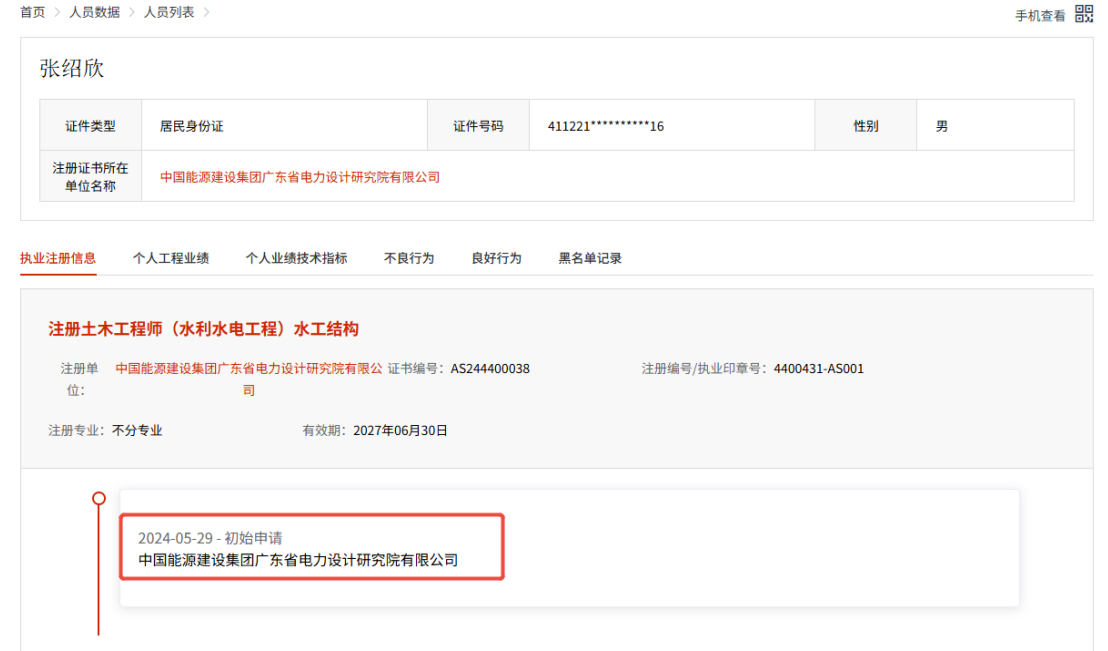 首页 > 人员数据 > 人员列表 >
手机查看
张绍欣
证件类型 居民身份证 证件号码 411221**********16 性别 男
注册证书所在
单位名称
中国能源建设集团广东省电力设计研究院有限公司
执业注册信息 个人工程业绩 个人业绩技术指标 不良行为 良好行为 黑名单记录
注册土木工程师（水利水电工程）水工结构
注册单 中国能源建设集团广东省电力设计研究院有限公 证书编号：AS244400038 注册编号/执业印章号：4400431-AS001
位： 司
注册专业：不分专业 有效期：2027年06月30日
2024-05-29 - 初始申请
中国能源建设集团广东省电力设计研究院有限公司